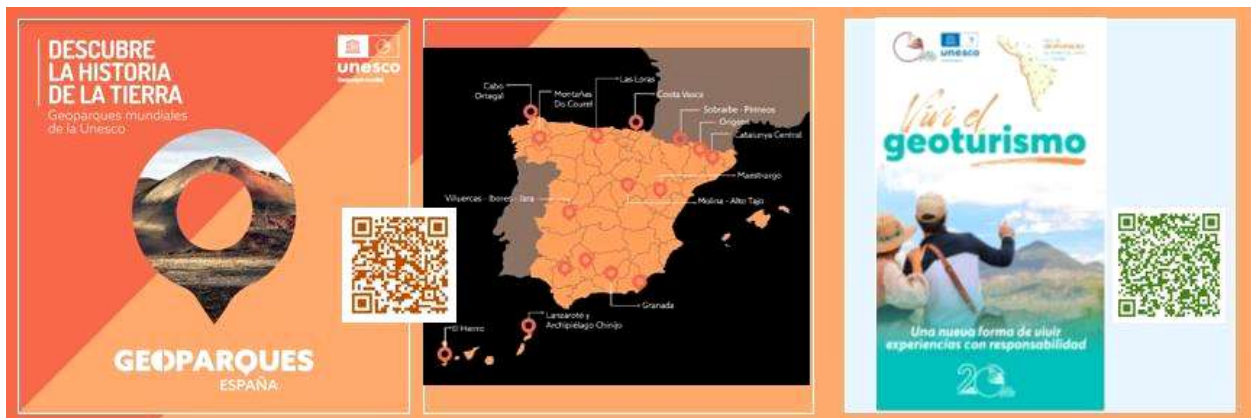 DESCUBRE
LA HISTORIA
DE LA TIERRA
Geoparques mundiales
de la Unesco
unesco
GEOPARQUES
ESPAÑA
Cabo
Ortegal
Montañas
Do Courel
Las Loras
Costa Vasca
Sobrarbe - Pirineos
Orígens
Catalunya Central
Maestrazgo
Molina - Alto Tajo
Villuercas - Ibores - Jara
Granada
Lanzarote y
Archipiélago Chinijo
El Hierro
unesco
Viví el
geoturismo
Una nueva forma de vivir
experiencias con responsabilidad
20